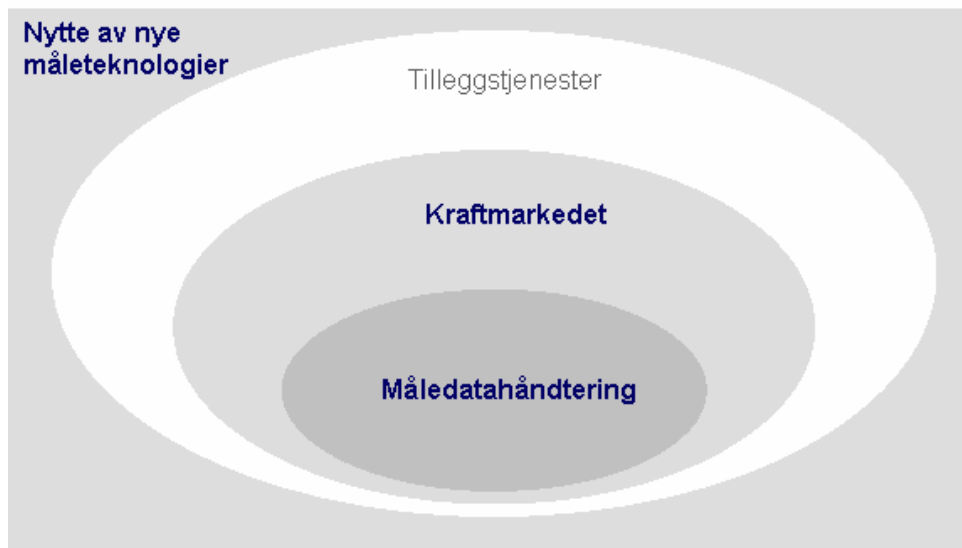 Nytte av nye
måleteknologier
Tilleggstjenester
Kraftmarkedet
Måledatahåndtering